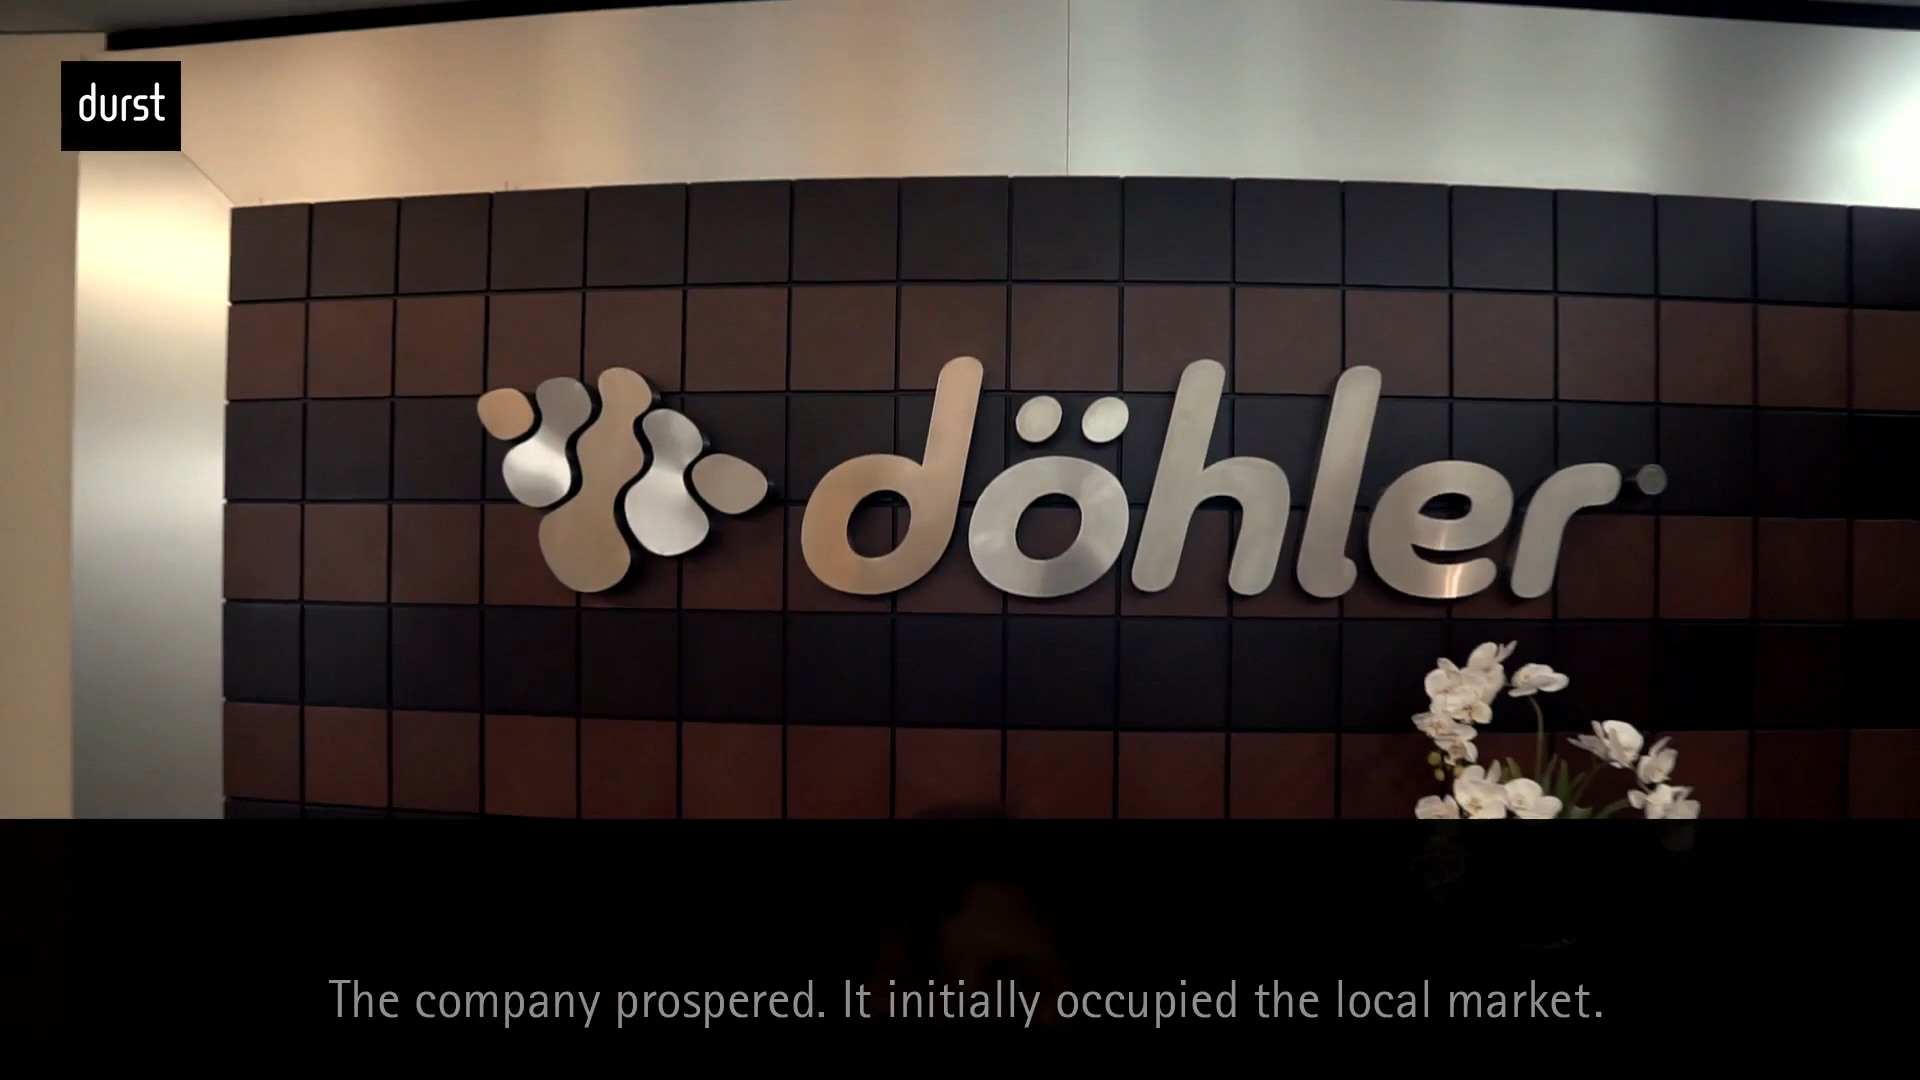 durst
döhler
The company prospered. It initially occupied the local market.